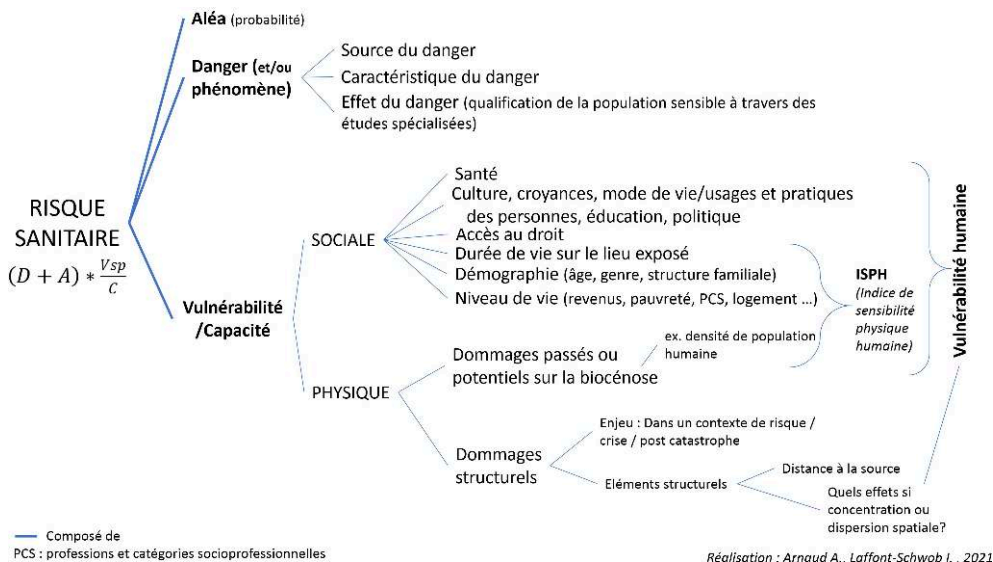 Aléa (probabilité)
Danger (et/ou
phénomène)
Source du danger
Caractéristique du danger
Effet du danger (qualification de la population sensible à travers des
études spécialisées)
RISQUE
SANITAIRE
(D + A) * Vsp/C
Vulnérabilité
/Capacité
SOCIALE
Santé
Culture, croyances, mode de vie/usages et pratiques
des personnes, éducation, politique
Accès au droit
Durée de vie sur le lieu exposé
Démographie (âge, genre, structure familiale)
Niveau de vie (revenus, pauvreté, PCS, logement ...)
ISPH
(Indice de
sensibilité
physique
humaine)
Vulnérabilité humaine
PHYSIQUE
Dommages passés ou
potentiels sur la biocénose
ex. densité de population
humaine
Dommages
structurels
Enjeu : Dans un contexte de risque /
crise / post catastrophe
Eléments structurels
Distance à la source
Quels effets si
concentration ou
dispersion spatiale?
Composé de
PCS : professions et catégories socioprofessionnelles
Réalisation : Arnaud A., Laffont-Schwob I. , 2021